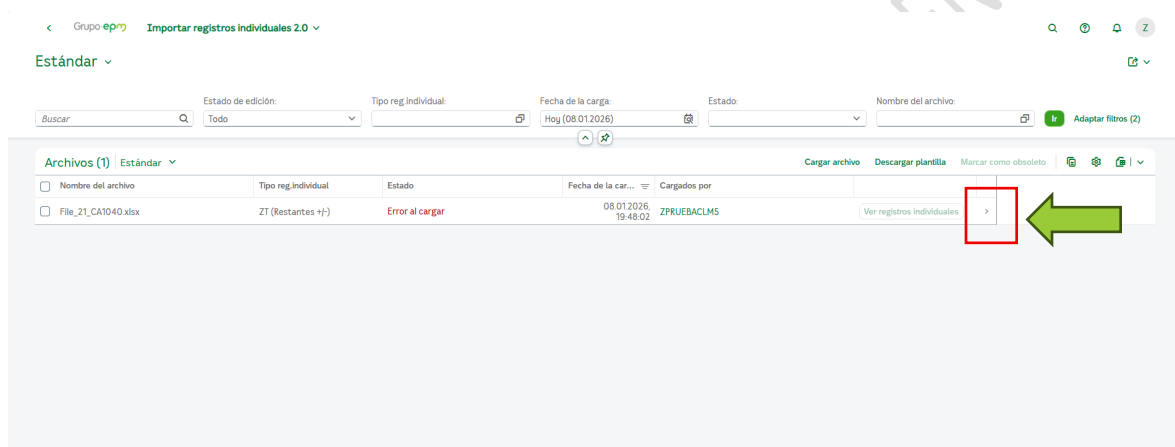 Grupo·epm Importar registros individuales 2.0
Z
Estándar
Estado de edición: Tipo reg.individual: Fecha de la carga: Estado: Nombre del archivo:
Buscar Todo Hoy (08.01.2026) Ir Adaptar filtros (2)
Archivos (1) Estándar Cargar archivo Descargar plantilla Marcar como obsoleto
Nombre del archivo Tipo reg.individual Estado Fecha de la car... Cargados por
File_21_CA1040.xlsx ZT (Restantes +/-) Error al cargar 08.01.2026, 19:48:02 ZPRUEBACLM5 Ver registros individuales